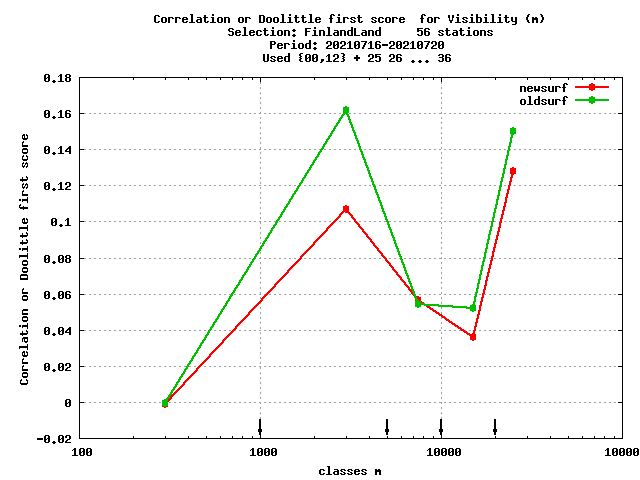 Correlation or Doolittle first score  for Visibility (m)
Selection: FinlandLand     56 stations
Period: 20210716-20210720
Used {00,12} + 25 26 ... 36
newsurf
oldsurf
0.18
0.16
0.14
0.12
0.1
0.08
0.06
0.04
0.02
0
-0.02
Correlation or Doolittle first score
100
1000
10000
10000
classes m